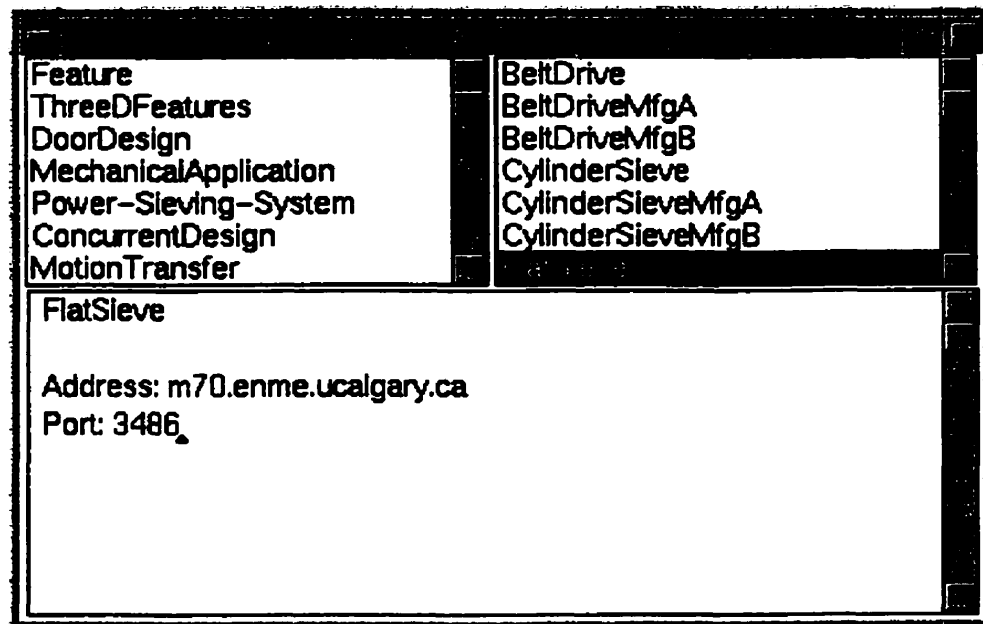 Feature
ThreeDFeatures
DoorDesign
MechanicalApplication
Power-Sieving-System
ConcurrentDesign
MotionTransfer
BeltDrive
BeltDriveMfgA
BeltDriveMfgB
CylinderSieve
CylinderSieveMfgA
CylinderSieveMfgB
FlatSieve
Address: m70.enme.ucalgary.ca
Port: 3486